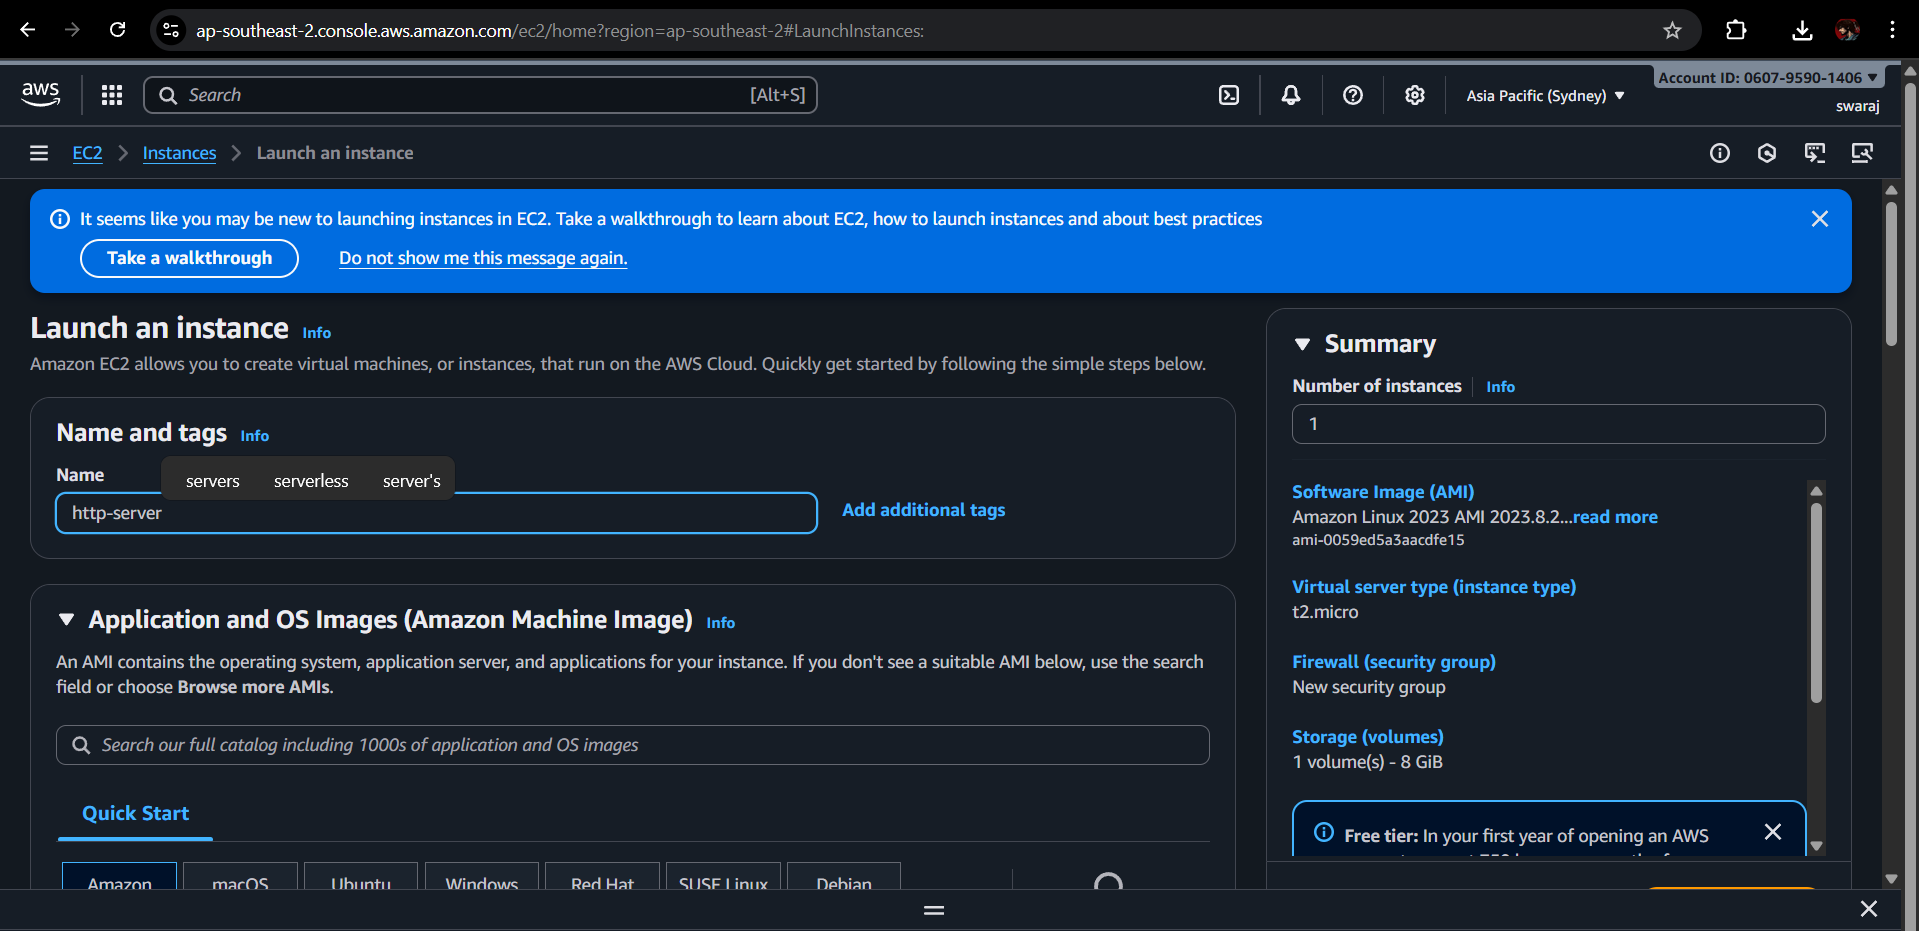 ap-southeast-2.console.aws.amazon.com/ec2/home?region=ap-southeast-2#LaunchInstances:
aws
Search
[Alt+S]
Asia Pacific (Sydney)
Account ID: 0607-9590-1406
swaraj
EC2
Instances
Launch an instance
It seems like you may be new to launching instances in EC2. Take a walkthrough to learn about EC2, how to launch instances and about best practices
Take a walkthrough
Do not show me this message again.
Launch an instance Info
Amazon EC2 allows you to create virtual machines, or instances, that run on the AWS Cloud. Quickly get started by following the simple steps below.
Name and tags Info
Name
servers serverless server's
http-server
Add additional tags
Application and OS Images (Amazon Machine Image) Info
An AMI contains the operating system, application server, and applications for your instance. If you don't see a suitable AMI below, use the search
field or choose Browse more AMIs.
Search our full catalog including 1000s of application and OS images
Quick Start
Amazon
macOS
Ubuntu
Windows
Red Hat
SUSE Linux
Debian
Summary
Number of instances
Info
1
Software Image (AMI)
Amazon Linux 2023 AMI 2023.8.2...read more
ami-0059ed5a3aacdfe15
Virtual server type (instance type)
t2.micro
Firewall (security group)
New security group
Storage (volumes)
1 volume(s) - 8 GiB
Free tier: In your first year of opening an AWS